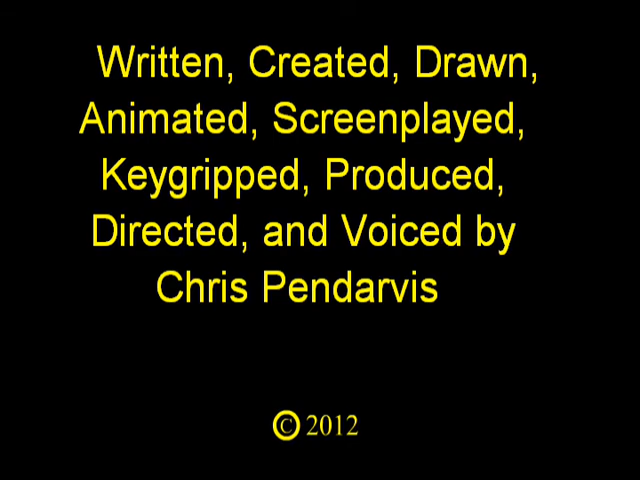 Written, Created, Drawn,
Animated, Screenplayed,
Keygripped, Produced,
Directed, and Voiced by
Chris Pendarvis
© 2012